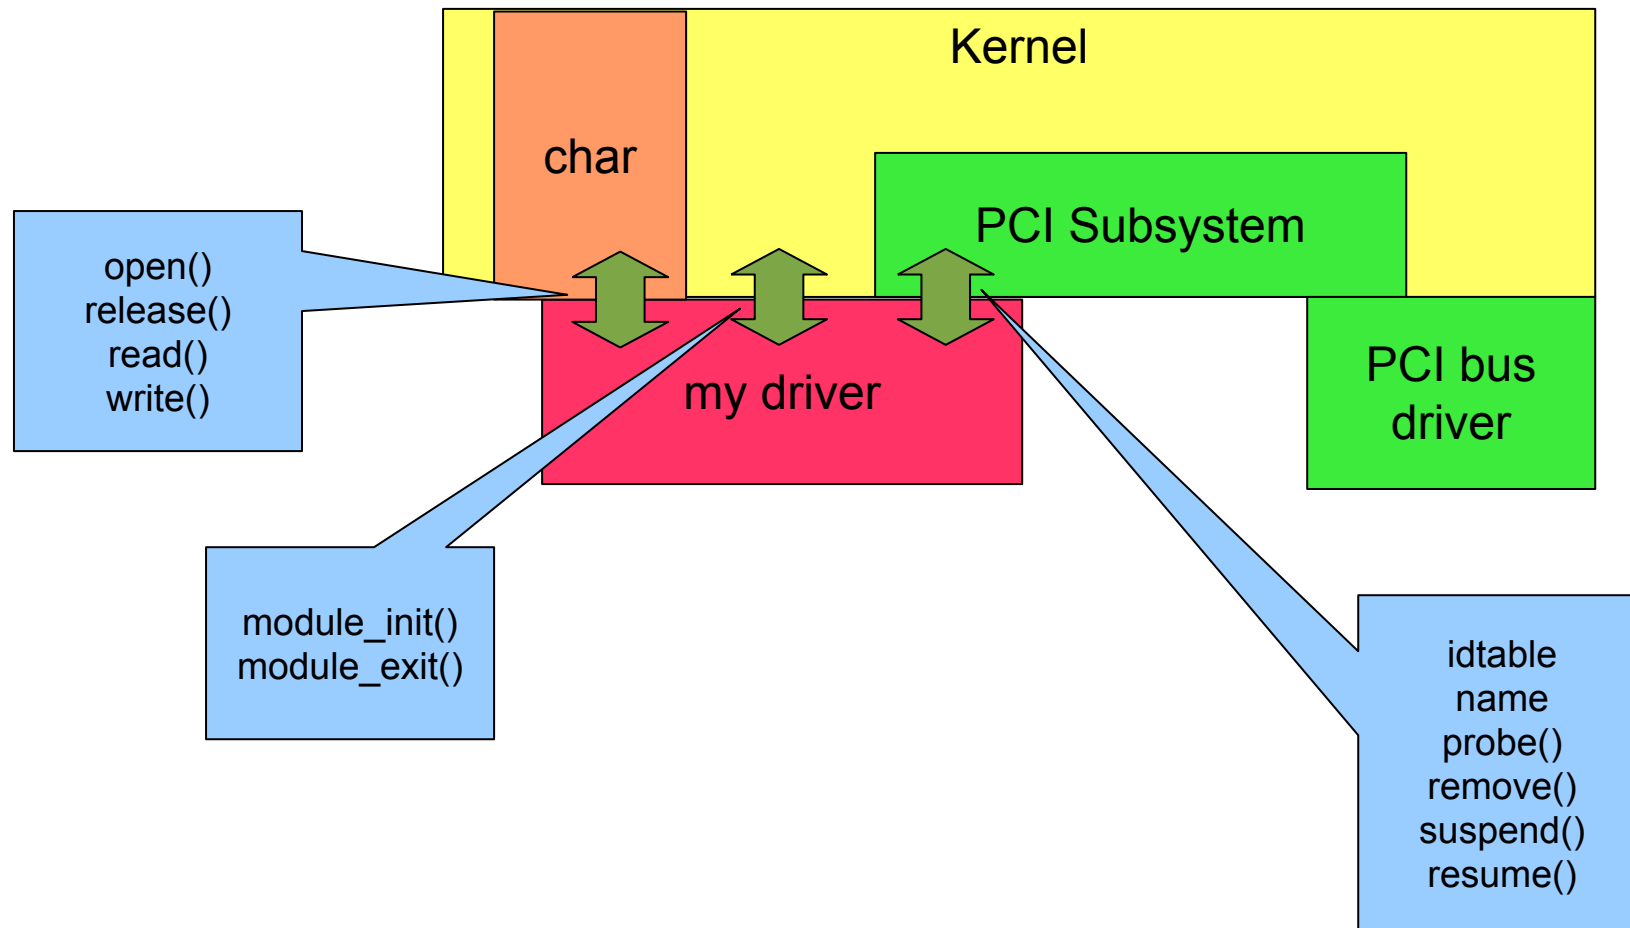 Kernel
char
PCI Subsystem
open()
release()
read()
write()
my driver
PCI bus
driver
module_init()
module_exit()
idtable
name
probe()
remove()
suspend()
resume()